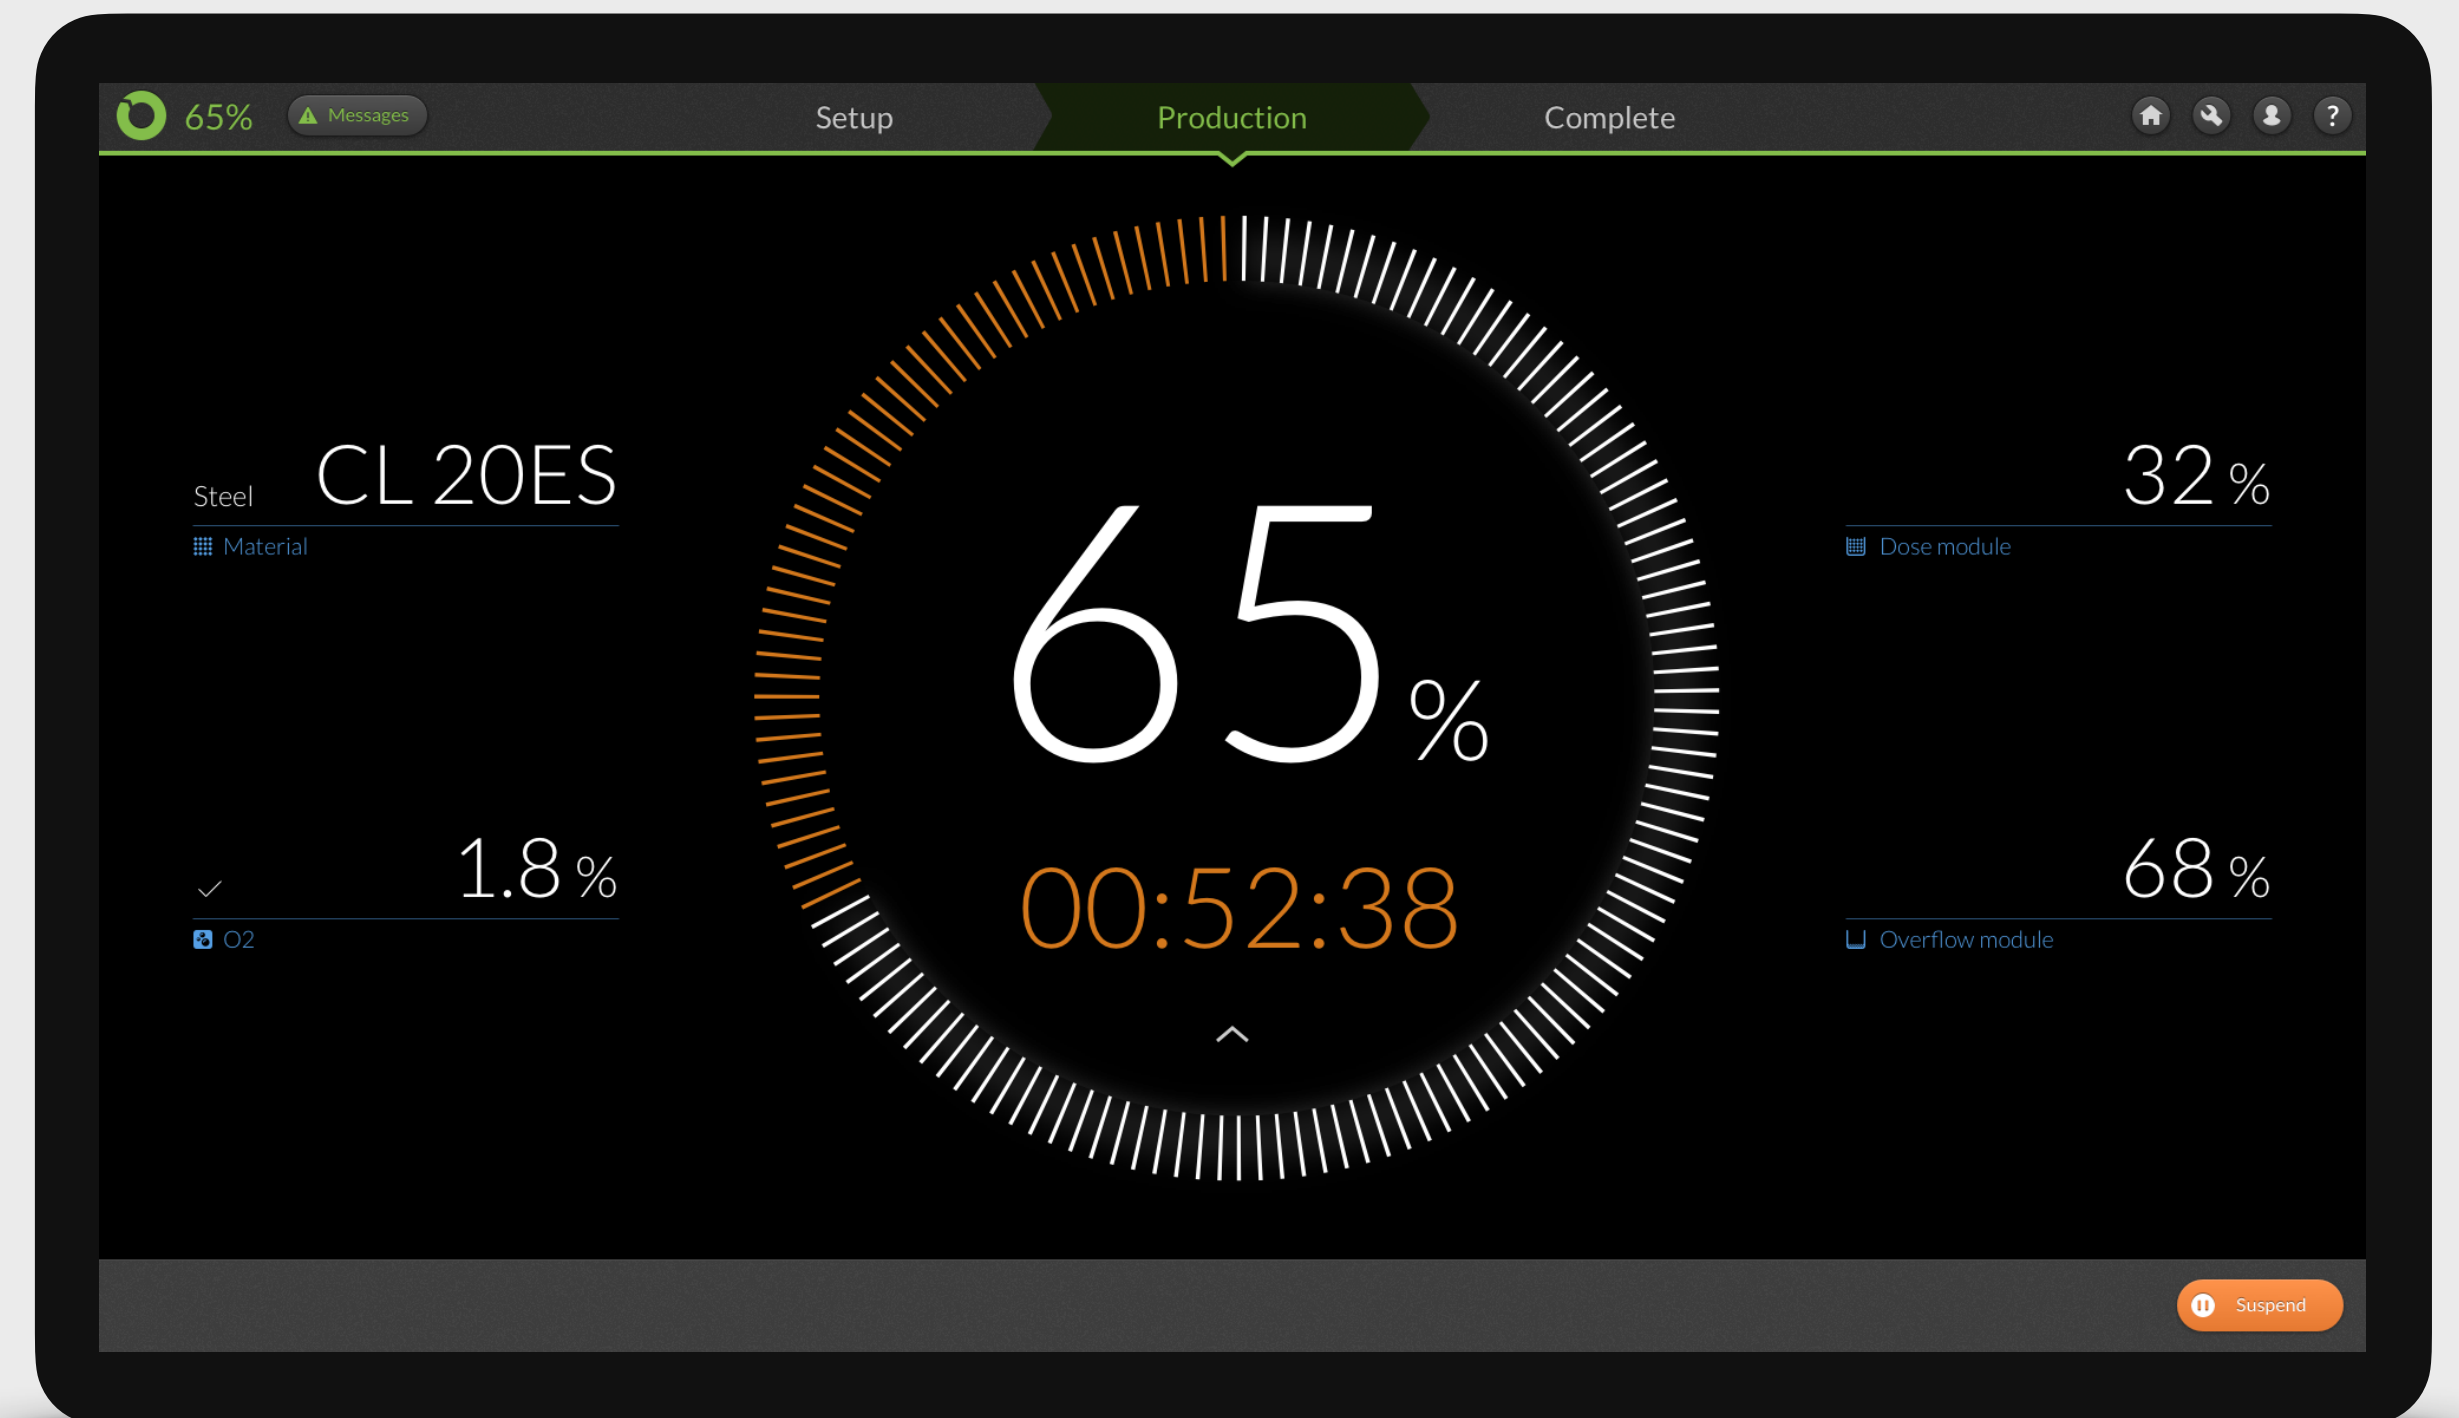 65%
Messages
Setup
Production
Complete
?
Steel CL 20ES
Material
1.8 %
O2
65%
00:52:38
32 %
Dose module
68 %
Overflow module
Suspend